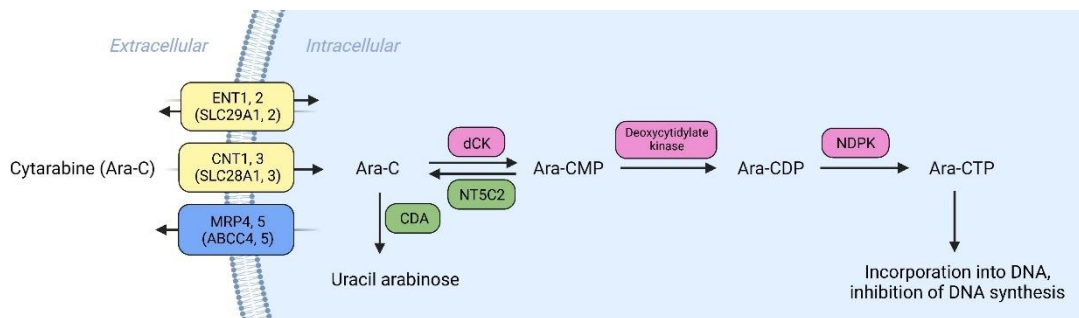 Extracellular
Intracellular
ENT1, 2
(SLC29A1, 2)
Cytarabine (Ara-C)
CNT1, 3
(SLC28A1, 3)
MRP4, 5
(ABCC4, 5)
Ara-C
dCK
NT5C2
CDA
Uracil arabinose
Ara-CMP
Deoxycytidylate
kinase
Ara-CDP
NDPK
Ara-CTP
Incorporation into DNA,
inhibition of DNA synthesis